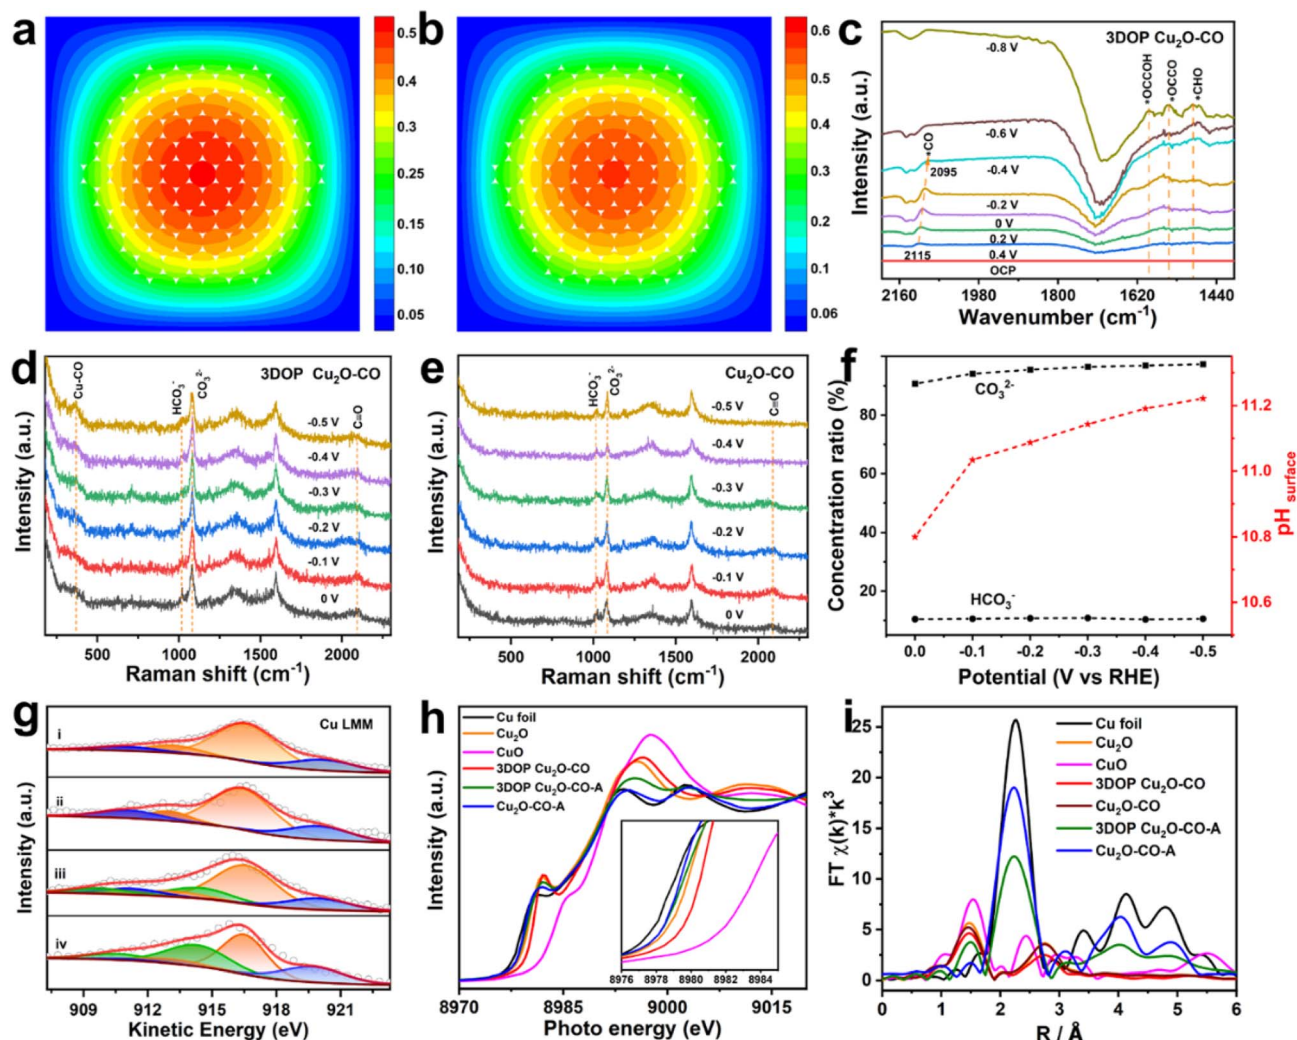 a
0.5
0.4
0.3
0.2
0.10
0.05
b
0.6
0.5
0.4
0.3
0.2
0.1
0.06
c
3DOP Cu₂O-CO
-0.8 V
*OCCOH
*OCCO
*CHO
-0.6 V
*CO
2095
-0.4 V
-0.2 V
0 V
0.2 V
2115
0.4 V
OCP
Intensity (a.u.)
2160 1980 1800 1620 1440
Wavenumber (cm⁻¹)
d
Cu-CO
HCO₃⁻
CO₃²⁻
3DOP Cu₂O-CO
C≡O
-0.5 V
-0.4 V
-0.3 V
-0.2 V
-0.1 V
0 V
Intensity (a.u.)
500 1000 1500 2000
Raman shift (cm⁻¹)
e
HCO₃⁻
CO₃²⁻
Cu₂O-CO
C≡O
-0.5 V
-0.4 V
-0.3 V
-0.2 V
-0.1 V
0 V
Intensity (a.u.)
500 1000 1500 2000
Raman shift (cm⁻¹)
f
CO₃²⁻
HCO₃⁻
Concentration ratio (%)
80
60
40
20
pH surface
11.2
11.0
10.8
10.6
0.0 -0.1 -0.2 -0.3 -0.4 -0.5
Potential (V vs RHE)
g
Cu LMM
i
ii
iii
iv
Intensity (a.u.)
909 912 915 918 921
Kinetic Energy (eV)
h
Cu foil
Cu₂O
CuO
3DOP Cu₂O-CO
3DOP Cu₂O-CO-A
Cu₂O-CO-A
8976 8978 8980 8982 8984
Intensity (a.u.)
8970 8985 9000 9015
Photo energy (eV)
i
Cu foil
Cu₂O
CuO
3DOP Cu₂O-CO
Cu₂O-CO
3DOP Cu₂O-CO-A
Cu₂O-CO-A
FT χ(k)*k³
25
20
15
10
5
0
0 1 2 3 4 5 6
R / Å